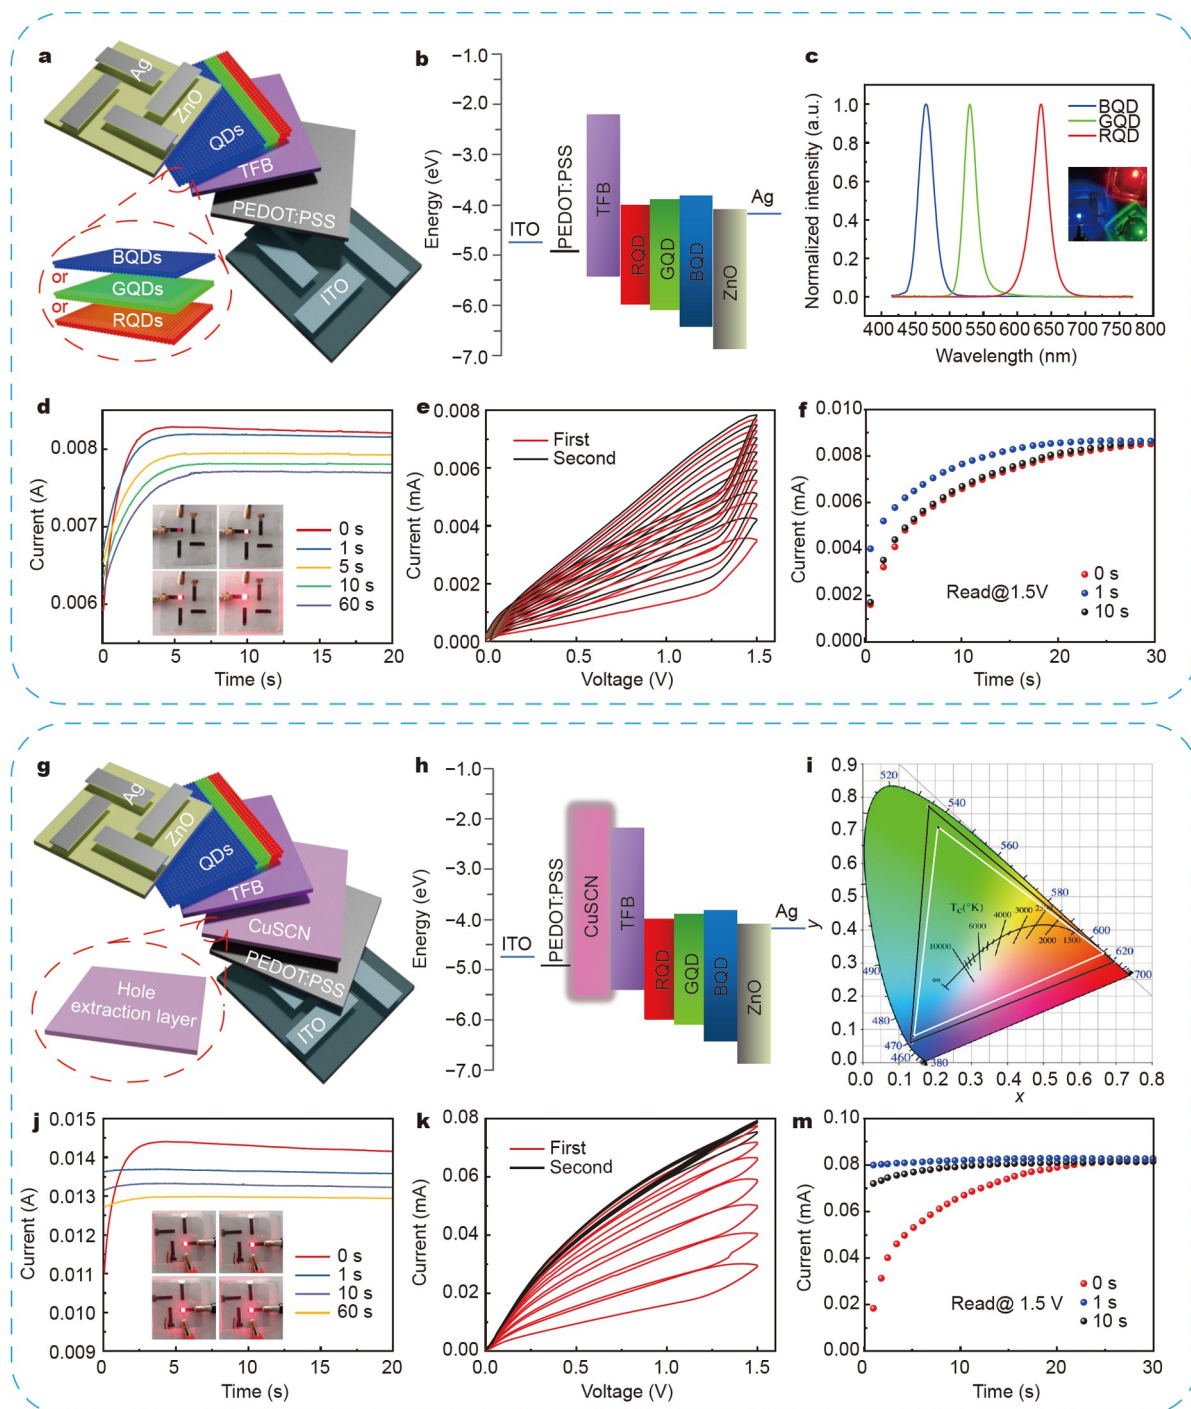 a
Ag
ZnO
QDs
TFB
PEDOT:PSS
ITO
BQDs
or
GQDs
or
RQDs
b
Energy (eV)
−1.0
−2.0
−3.0
−4.0
−5.0
−6.0
−7.0
ITO
PEDOT:PSS
TFB
RQD
GQD
BQD
ZnO
Ag
c
Normalized intensity (a.u.)
1.0
0.8
0.6
0.4
0.2
0.0
BQD
GQD
RQD
400 450 500 550 600 650 700 750 800
Wavelength (nm)
d
Current (A)
0.008
0.007
0.006
0 s
1 s
5 s
10 s
60 s
0 5 10 15 20
Time (s)
e
Current (mA)
0.008
0.006
0.004
0.002
0.000
First
Second
0.0 0.5 1.0 1.5
Voltage (V)
f
Current (mA)
0.010
0.008
0.006
0.004
0.002
0.000
Read@1.5V
0 s
1 s
10 s
0 10 20 30
Time (s)
g
Ag
ZnO
QDs
TFB
CuSCN
PEDOT:PSS
ITO
Hole
extraction layer
h
Energy (eV)
−1.0
−2.0
−3.0
−4.0
−5.0
−6.0
−7.0
ITO
PEDOT:PSS
CuSCN
TFB
RQD
GQD
BQD
ZnO
Ag
i
y
0.9
0.8
0.7
0.6
0.5
0.4
0.3
0.2
0.1
0.0
520
540
560
580
600
620
700
490
480
470
460
380
T_C(°K)
∞
10000
6000
4000
3000
2000
1500
0.0 0.1 0.2 0.3 0.4 0.5 0.6 0.7 0.8
x
j
Current (A)
0.015
0.014
0.013
0.012
0.011
0.010
0.009
0 s
1 s
10 s
60 s
0 5 10 15 20
Time (s)
k
Current (mA)
0.08
0.06
0.04
0.02
0.00
First
Second
0.0 0.5 1.0 1.5
Voltage (V)
m
Current (mA)
0.10
0.08
0.06
0.04
0.02
0.00
Read@ 1.5 V
0 s
1 s
10 s
0 10 20 30
Time (s)